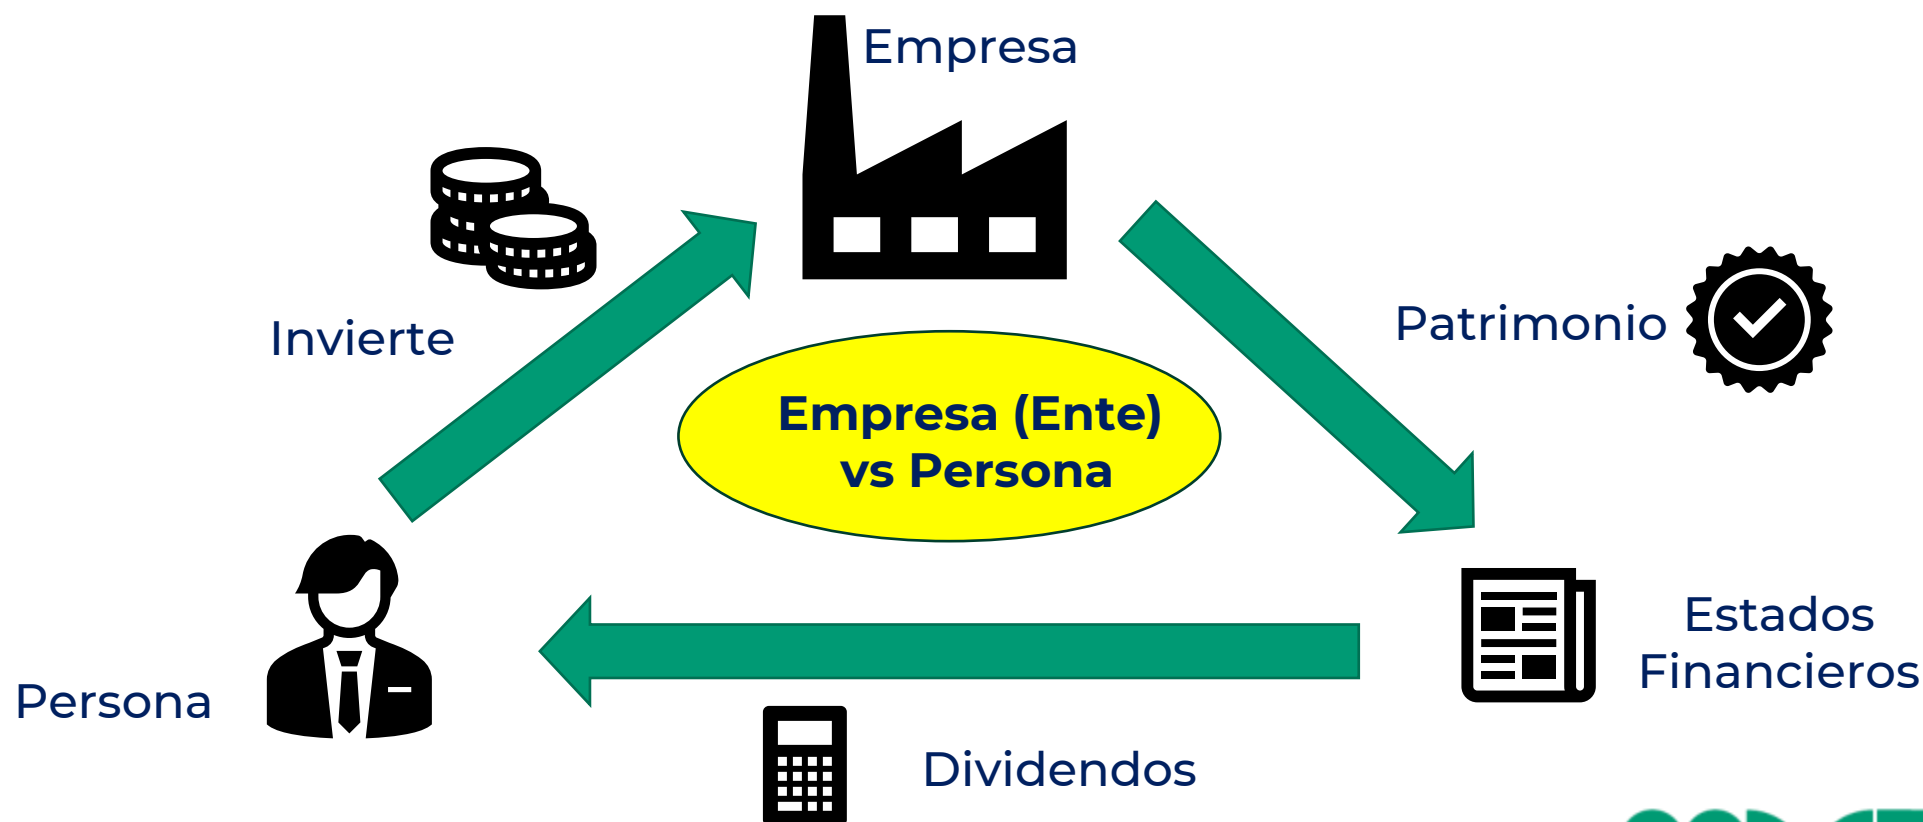 Empresa
Invierte
Patrimonio
Empresa (Ente)
vs Persona
Estados
Financieros
Persona
Dividendos